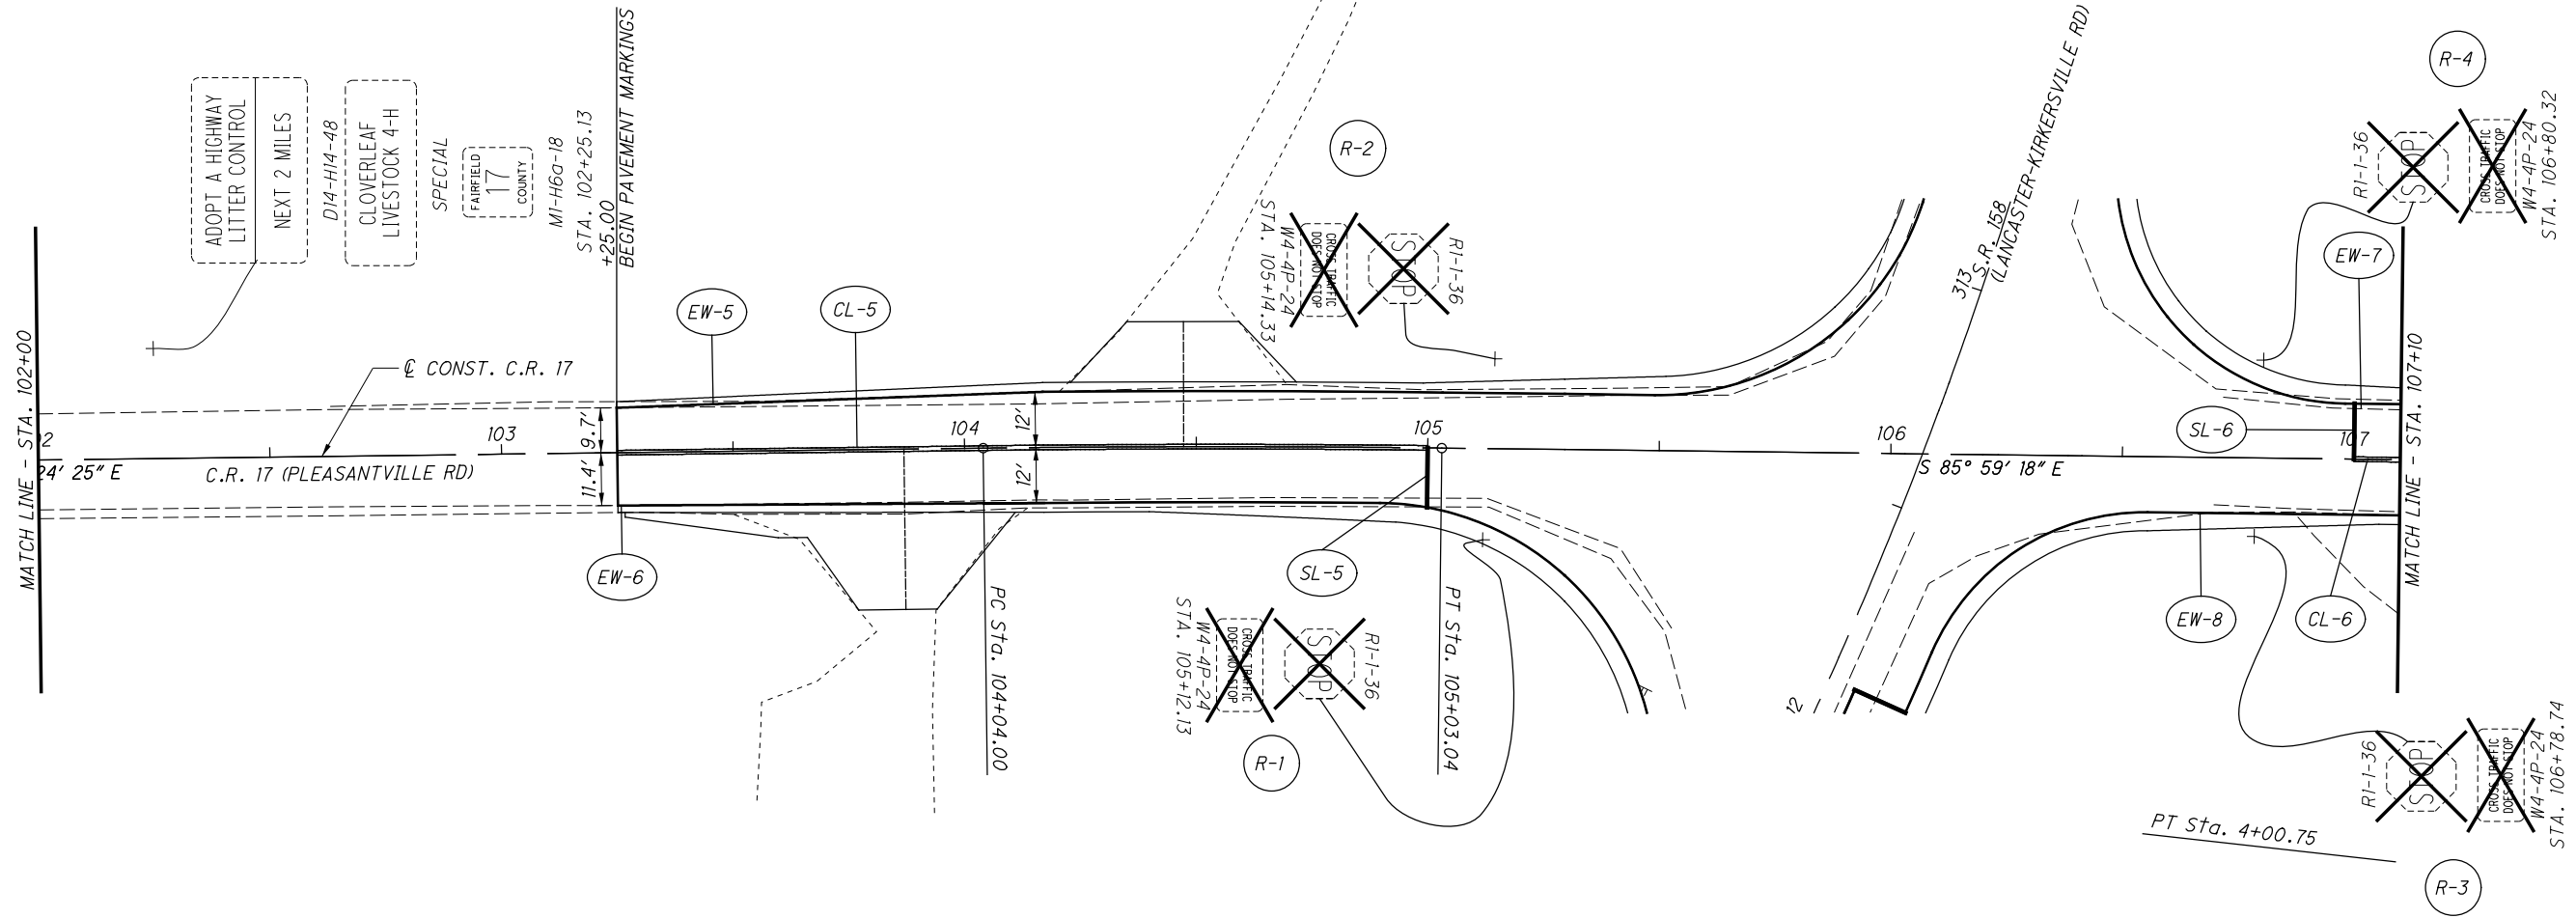 ADOPT A HIGHWAY
LITTER CONTROL
NEXT 2 MILES
D14-H14-48
CLOVERLEAF
LIVESTOCK 4-H
SPECIAL
FAIRFIELD
17
COUNTY
M1-H6a-18
STA. 102+25.13
+25.00
BEGIN PAVEMENT MARKINGS
MATCH LINE - STA. 102+00
℄ CONST. C.R. 17
24' 25" E
C.R. 17 (PLEASANTVILLE RD)
103
9.7'
11.4'
EW-5
CL-5
EW-6
104
12'
12'
PC Sta. 104+04.00
R-2
STA. 105+14.33
W4-4P-24
CROSS TRAFFIC
DOES NOT STOP
STOP
R1-1-36
105
SL-5
PT Sta. 105+03.04
STA. 105+12.13
W4-4P-24
CROSS TRAFFIC
DOES NOT STOP
STOP
R1-1-36
R-1
106
S 85° 59' 18" E
313
S.R. 158
(LANCASTER-KIRKERSVILLE RD)
12
R-4
R1-1-36
STOP
CROSS TRAFFIC
DOES NOT STOP
W4-4P-24
STA. 106+80.32
EW-7
SL-6
107
MATCH LINE - STA. 107+10
EW-8
CL-6
R1-1-36
STOP
CROSS TRAFFIC
DOES NOT STOP
W4-4P-24
STA. 106+78.74
PT Sta. 4+00.75
R-3